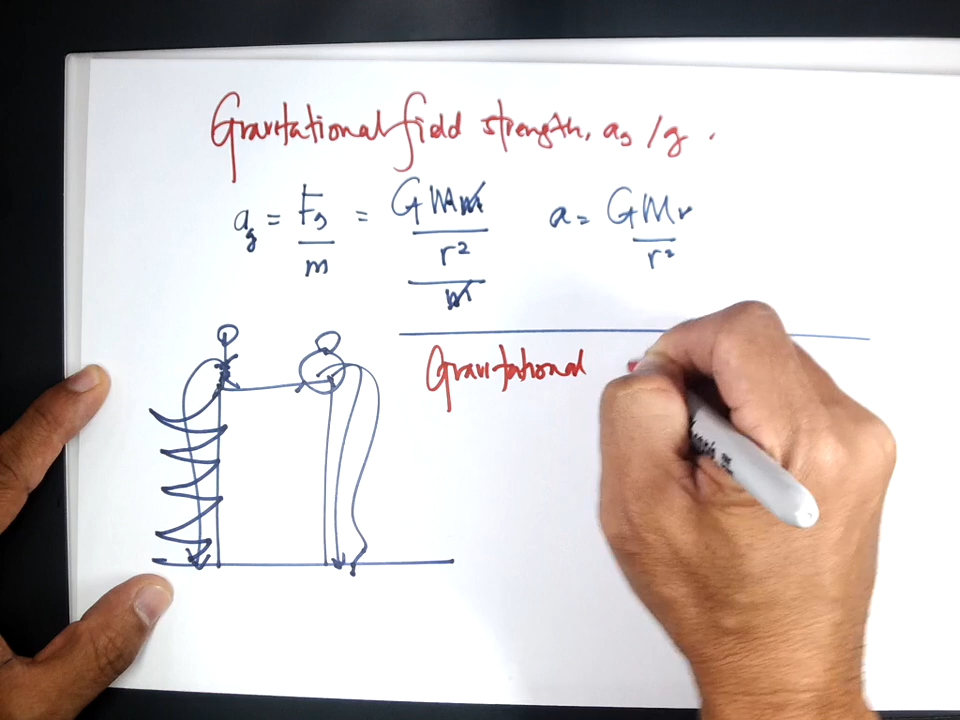 Gravitational field strength, ag / g.
ag = Fg / m = GMm / r² / m a = GMr / r²
Gravitational